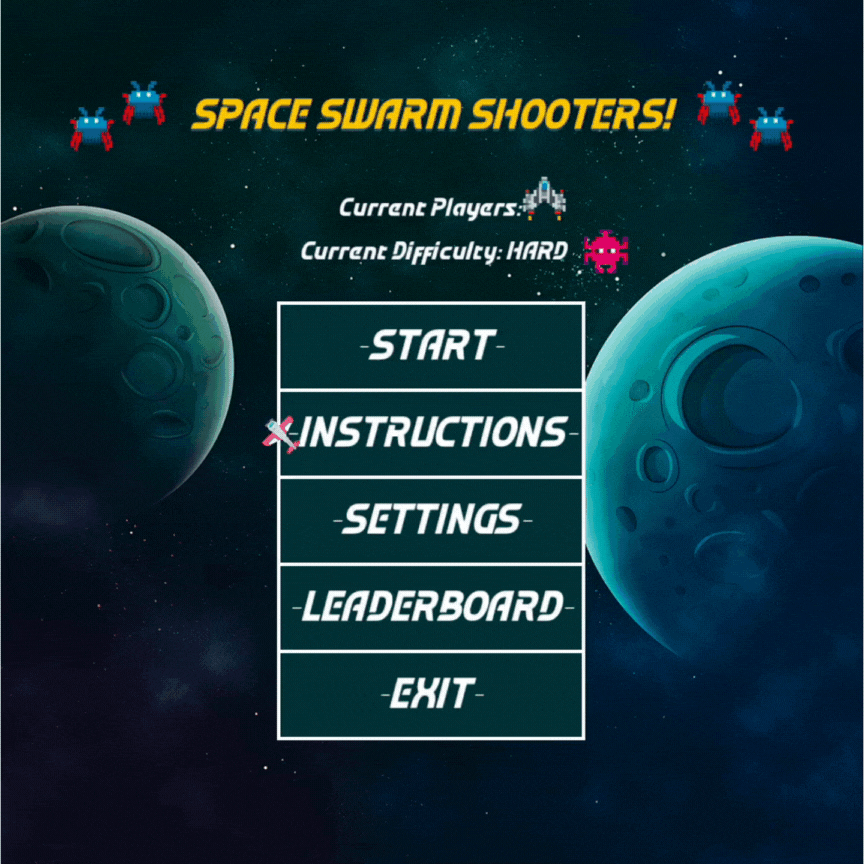 SPACE SWARM SHOOTERS!
Current Players:
Current Difficulty: HARD
-START-
-INSTRUCTIONS-
-SETTINGS-
-LEADERBOARD-
-EXIT-